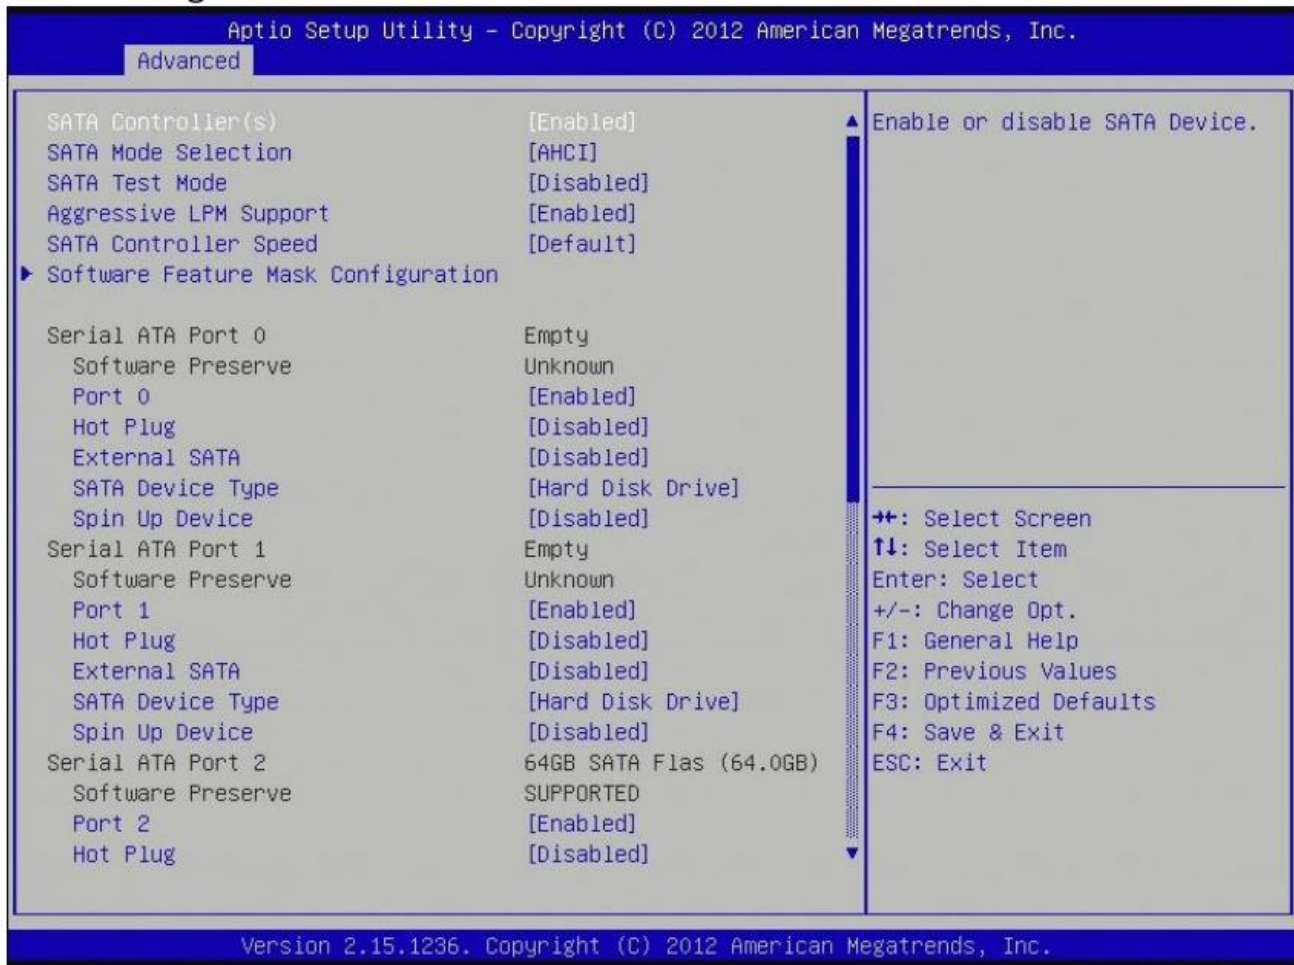 Aptio Setup Utility – Copyright (C) 2012 American Megatrends, Inc.
Advanced
SATA Controller(s) [Enabled]
SATA Mode Selection [AHCI]
SATA Test Mode [Disabled]
Aggressive LPM Support [Enabled]
SATA Controller Speed [Default]
Software Feature Mask Configuration
Serial ATA Port 0 Empty
Software Preserve Unknown
Port 0 [Enabled]
Hot Plug [Disabled]
External SATA [Disabled]
SATA Device Type [Hard Disk Drive]
Spin Up Device [Disabled]
Serial ATA Port 1 Empty
Software Preserve Unknown
Port 1 [Enabled]
Hot Plug [Disabled]
External SATA [Disabled]
SATA Device Type [Hard Disk Drive]
Spin Up Device [Disabled]
Serial ATA Port 2 64GB SATA Flas (64.0GB)
Software Preserve SUPPORTED
Port 2 [Enabled]
Hot Plug [Disabled]
Enable or disable SATA Device.
→←: Select Screen
↑↓: Select Item
Enter: Select
+/-: Change Opt.
F1: General Help
F2: Previous Values
F3: Optimized Defaults
F4: Save & Exit
ESC: Exit
Version 2.15.1236. Copyright (C) 2012 American Megatrends, Inc.